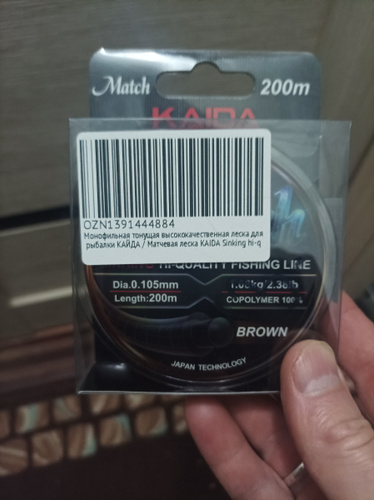 Match
200m
KAIDA
OZN1391444884
Монофильная тонущая высококачественная леска для
рыбалки КАЙДА / Матчевая леска KAIDA Sinking hi-q
HI-QUALITY FISHING LINE
Dia.0.105mm
Length:200m
COPOLYMER 100%
BROWN
JAPAN TECHNOLOGY